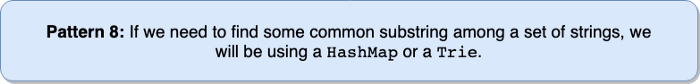 Pattern 8: If we need to find some common substring among a set of strings, we
will be using a HashMap or a Trie.